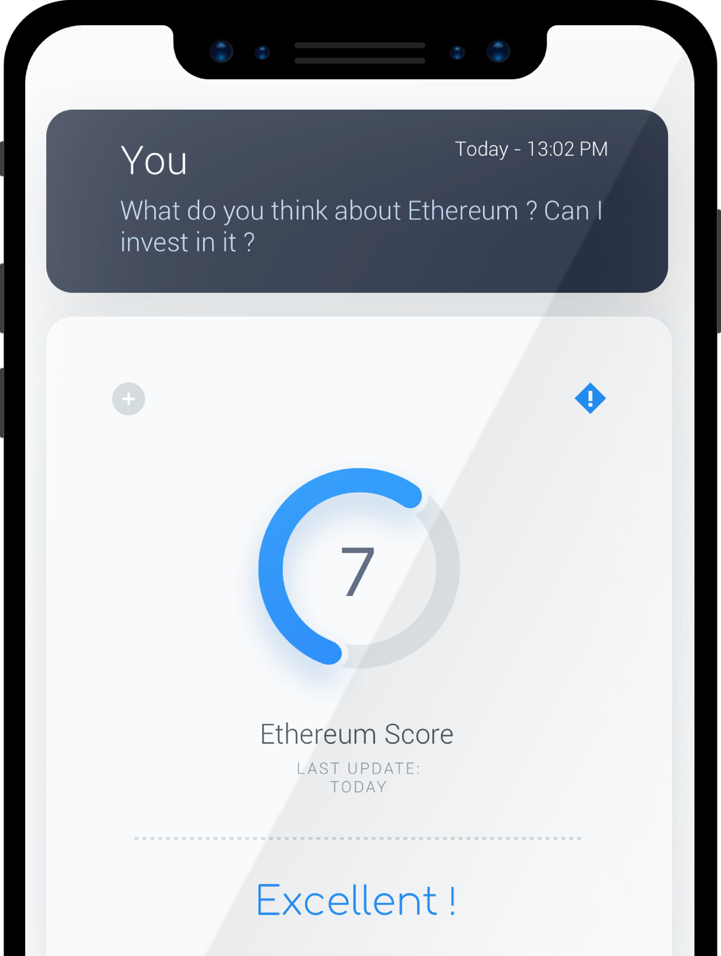 You
Today - 13:02 PM
What do you think about Ethereum ? Can I
invest in it ?
7
Ethereum Score
LAST UPDATE:
TODAY
Excellent !